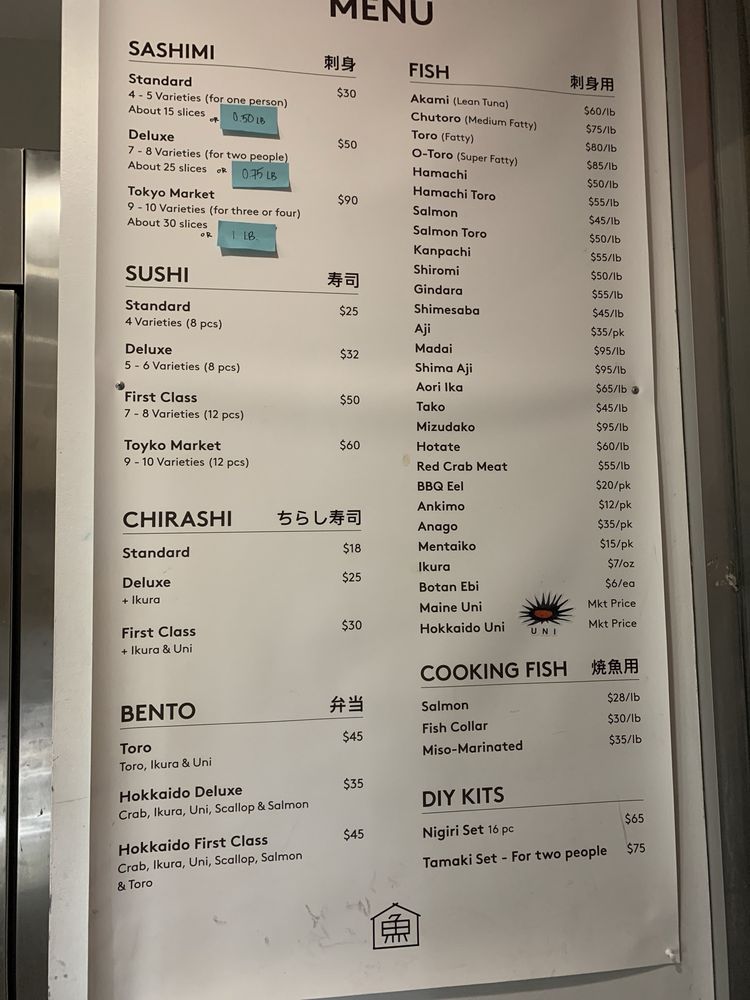 MENU
SASHIMI 刺身
Standard $30
4 - 5 Varieties (for one person)
About 15 slices OR 0.50 LB
Deluxe $50
7 - 8 Varieties (for two people)
About 25 slices OR 0.75 LB
Tokyo Market $90
9 - 10 Varieties (for three or four)
About 30 slices OR 1 LB.
SUSHI 寿司
Standard $25
4 Varieties (8 pcs)
Deluxe $32
5 - 6 Varieties (8 pcs)
First Class $50
7 - 8 Varieties (12 pcs)
Toyko Market $60
9 - 10 Varieties (12 pcs)
CHIRASHI ちらし寿司
Standard $18
Deluxe $25
+ Ikura
First Class $30
+ Ikura & Uni
BENTO 弁当
Toro $45
Toro, Ikura & Uni
Hokkaido Deluxe $35
Crab, Ikura, Uni, Scallop & Salmon
Hokkaido First Class $45
Crab, Ikura, Uni, Scallop, Salmon
& Toro
FISH 刺身用
Akami (Lean Tuna) $60/lb
Chutoro (Medium Fatty) $75/lb
Toro (Fatty) $80/lb
O-Toro (Super Fatty) $85/lb
Hamachi $50/lb
Hamachi Toro $55/lb
Salmon $45/lb
Salmon Toro $50/lb
Kanpachi $55/lb
Shiromi $50/lb
Gindara $55/lb
Shimesaba $45/lb
Aji $35/pk
Madai $95/lb
Shima Aji $95/lb
Aori Ika $65/lb
Tako $45/lb
Mizudako $95/lb
Hotate $60/lb
Red Crab Meat $55/lb
BBQ Eel $20/pk
Ankimo $12/pk
Anago $35/pk
Mentaiko $15/pk
Ikura $7/oz
Botan Ebi $6/ea
Maine Uni Mkt Price
Hokkaido Uni Mkt Price
UNI
COOKING FISH 焼魚用
Salmon $28/lb
Fish Collar $30/lb
Miso-Marinated $35/lb
DIY KITS
Nigiri Set 16 pc $65
Tamaki Set - For two people $75
魚